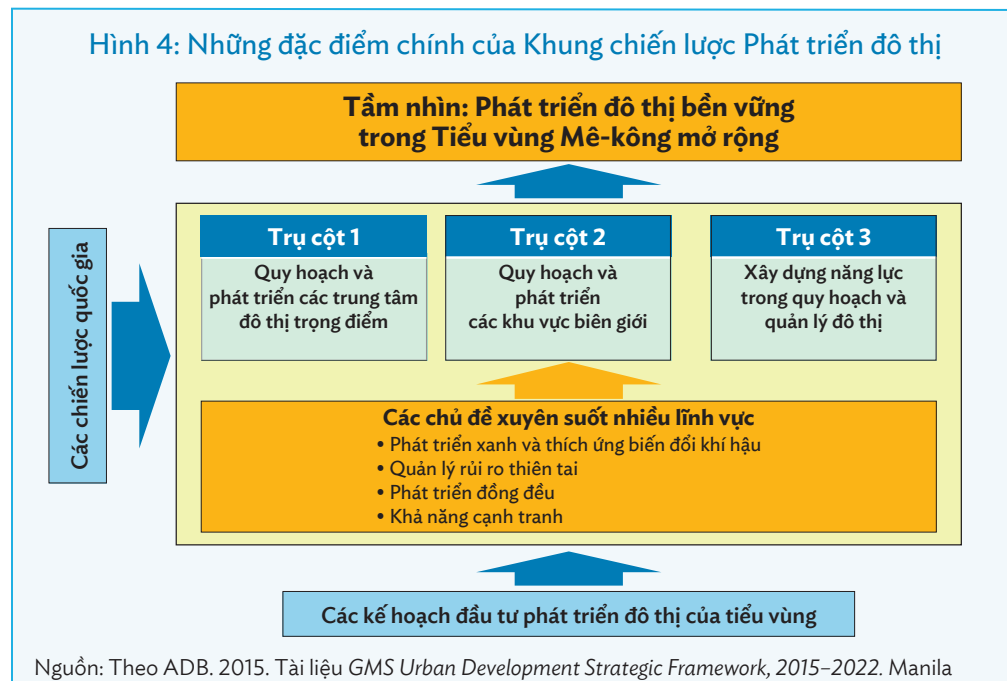 Hình 4: Những đặc điểm chính của Khung chiến lược Phát triển đô thị
Tầm nhìn: Phát triển đô thị bền vững
trong Tiểu vùng Mê-kông mở rộng
Các chiến lược quốc gia
Trụ cột 1
Quy hoạch và
phát triển các trung tâm
đô thị trọng điểm
Trụ cột 2
Quy hoạch và
phát triển
các khu vực biên giới
Trụ cột 3
Xây dựng năng lực
trong quy hoạch và
quản lý đô thị
Các chủ đề xuyên suốt nhiều lĩnh vực
• Phát triển xanh và thích ứng biến đổi khí hậu
• Quản lý rủi ro thiên tai
• Phát triển đồng đều
• Khả năng cạnh tranh
Các kế hoạch đầu tư phát triển đô thị của tiểu vùng
Nguồn: Theo ADB. 2015. Tài liệu GMS Urban Development Strategic Framework, 2015–2022. Manila